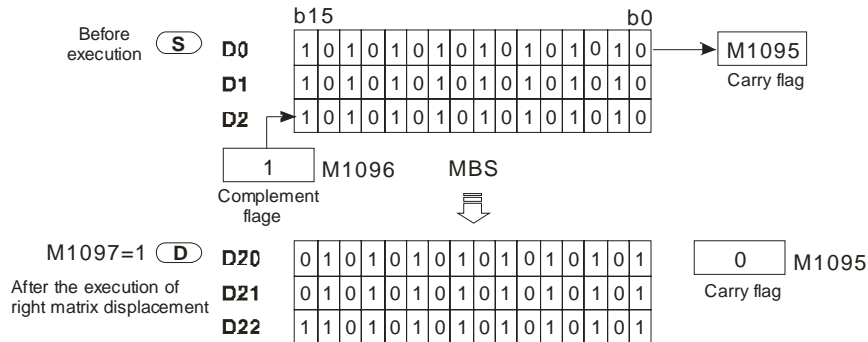 b15 b0
Before execution S D0 1 0 1 0 1 0 1 0 1 0 1 0 1 0 1 0 M1095
D1 1 0 1 0 1 0 1 0 1 0 1 0 1 0 1 0 Carry flag
D2 1 0 1 0 1 0 1 0 1 0 1 0 1 0 1 0
1 M1096 MBS
Complement
flage
M1097=1 D D20 0 1 0 1 0 1 0 1 0 1 0 1 0 1 0 1 0 M1095
After the execution of
right matrix displacement
D21 0 1 0 1 0 1 0 1 0 1 0 1 0 1 0 1 Carry flag
D22 1 1 0 1 0 1 0 1 0 1 0 1 0 1 0 1